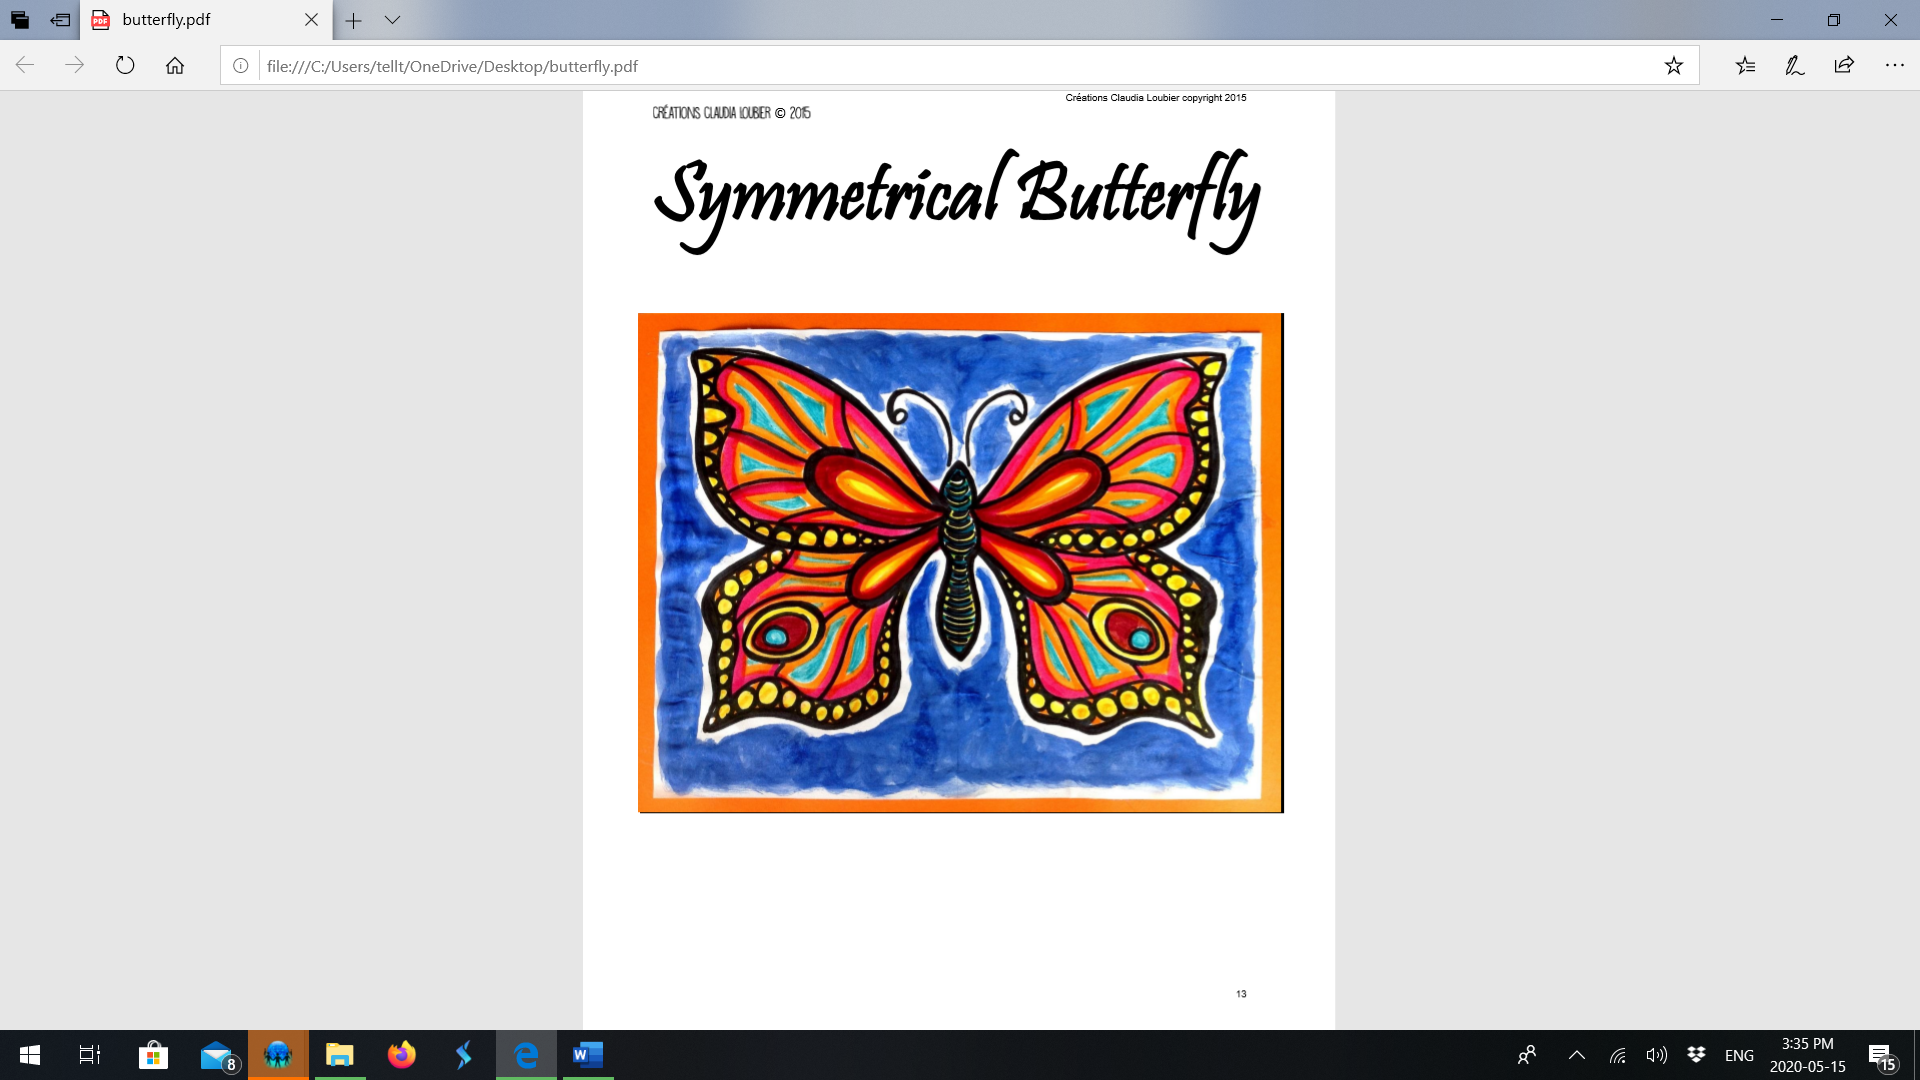 butterfly.pdf
file:///C:/Users/tellt/OneDrive/Desktop/butterfly.pdf
Créations Claudia Loubier copyright 2015
CRÉATIONS CLAUDIA LOUBIER © 2015
Symmetrical Butterfly
13
8
W
ENG
3:35 PM
2020-05-15
15